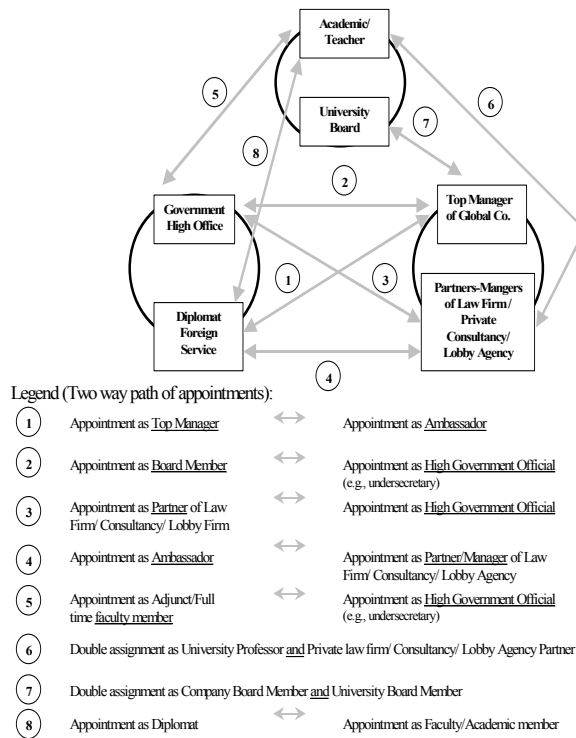 Academic/
Teacher
5
6
University
Board
7
8
2
Government
High Office
Top Manager
of Global Co.
1
3
Partners-Mangers
of Law Firm /
Private
Consultancy/
Lobby Agency
Diplomat
Foreign
Service
4
Legend (Two way path of appointments):
1 Appointment as Top Manager Appointment as Ambassador
2 Appointment as Board Member Appointment as High Government Official
(e.g., undersecretary)
3 Appointment as Partner of Law Appointment as High Government Official
Firm/ Consultancy/ Lobby Firm
4 Appointment as Ambassador Appointment as Partner/Manager of Law
Firm/ Consultancy/ Lobby Agency
5 Appointment as Adjunct/Full Appointment as High Government Official
time faculty member (e.g., undersecretary)
6 Double assignment as University Professor and Private law firm/ Consultancy/ Lobby Agency Partner
7 Double assignment as Company Board Member and University Board Member
8 Appointment as Diplomat Appointment as Faculty/Academic member